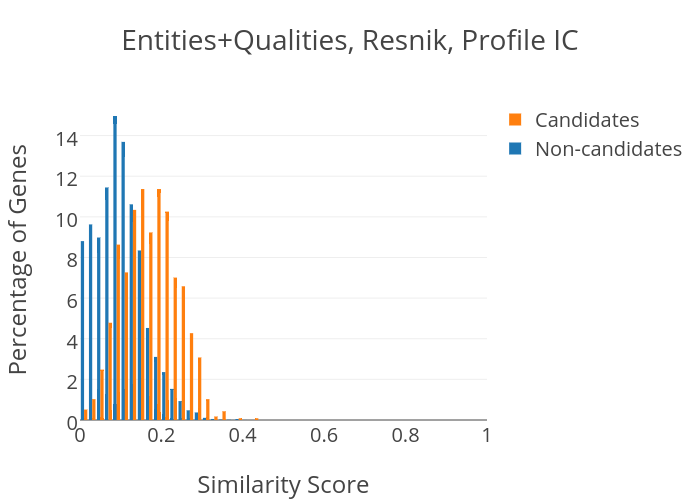 Entities+Qualities, Resnik, Profile IC
Candidates
Non-candidates
Percentage of Genes
14
12
10
8
6
4
2
0
0 0.2 0.4 0.6 0.8 1
Similarity Score